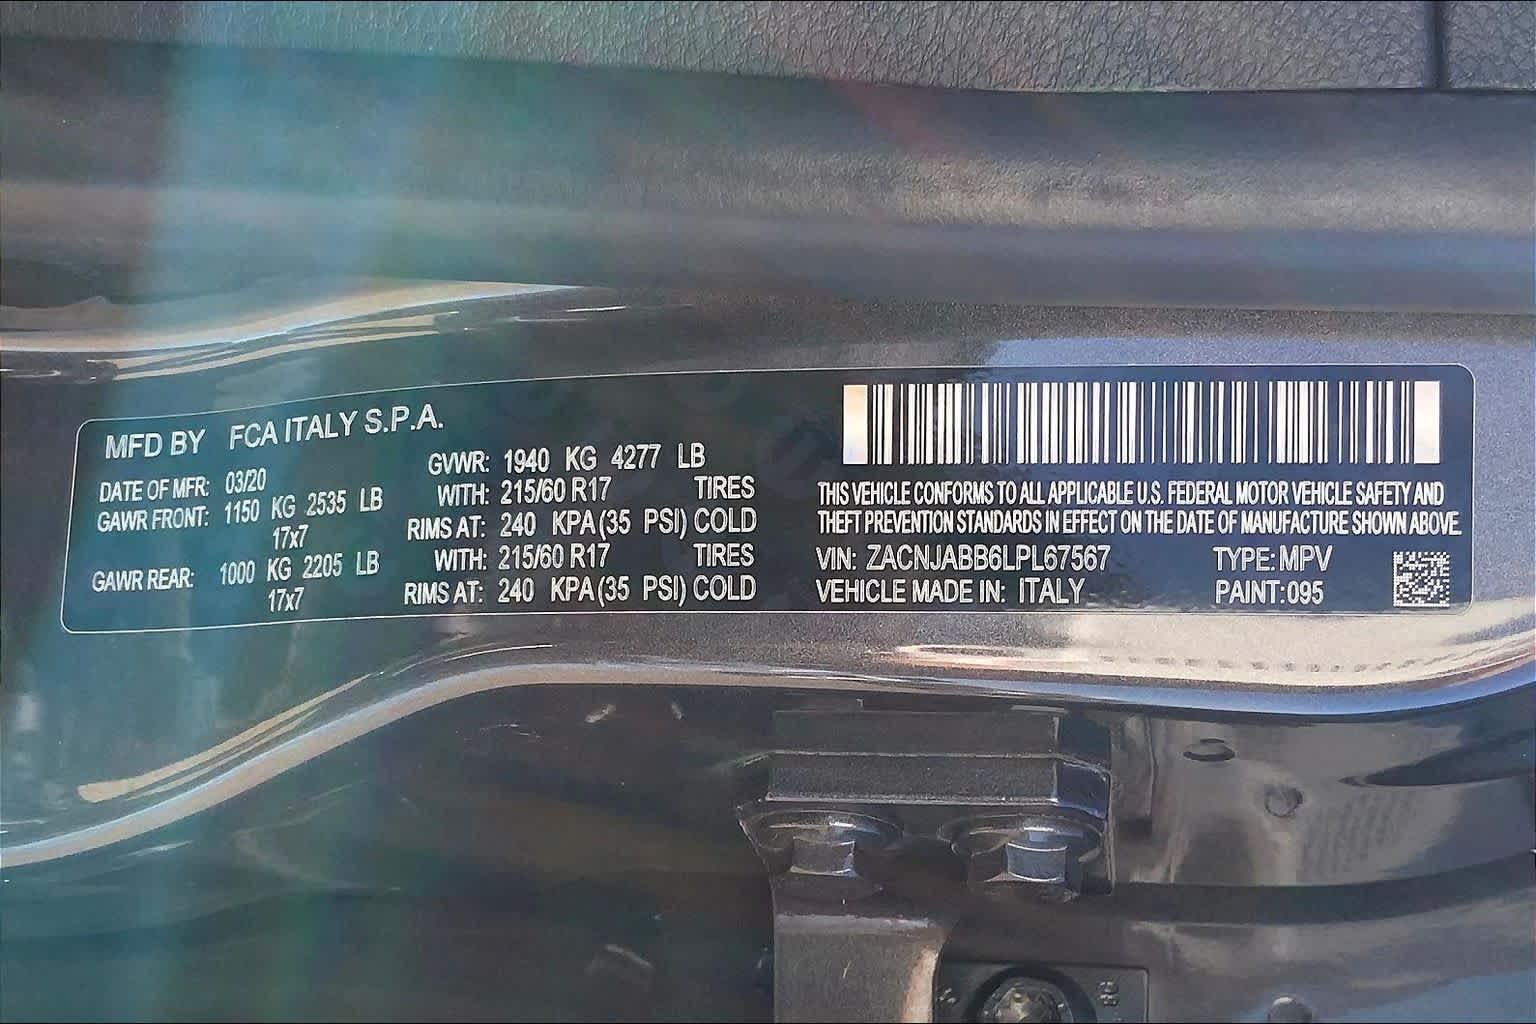 MFD BY FCA ITALY S.P.A.
DATE OF MFR: 03/20 GVWR: 1940 KG 4277 LB
GAWR FRONT: 1150 KG 2535 LB WITH: 215/60 R17 TIRES
17x7 RIMS AT: 240 KPA(35 PSI) COLD
GAWR REAR: 1000 KG 2205 LB WITH: 215/60 R17 TIRES
17x7 RIMS AT: 240 KPA(35 PSI) COLD
THIS VEHICLE CONFORMS TO ALL APPLICABLE U.S. FEDERAL MOTOR VEHICLE SAFETY AND
THEFT PREVENTION STANDARDS IN EFFECT ON THE DATE OF MANUFACTURE SHOWN ABOVE.
VIN: ZACNJABB6LPL67567 TYPE: MPV
VEHICLE MADE IN: ITALY PAINT: 095